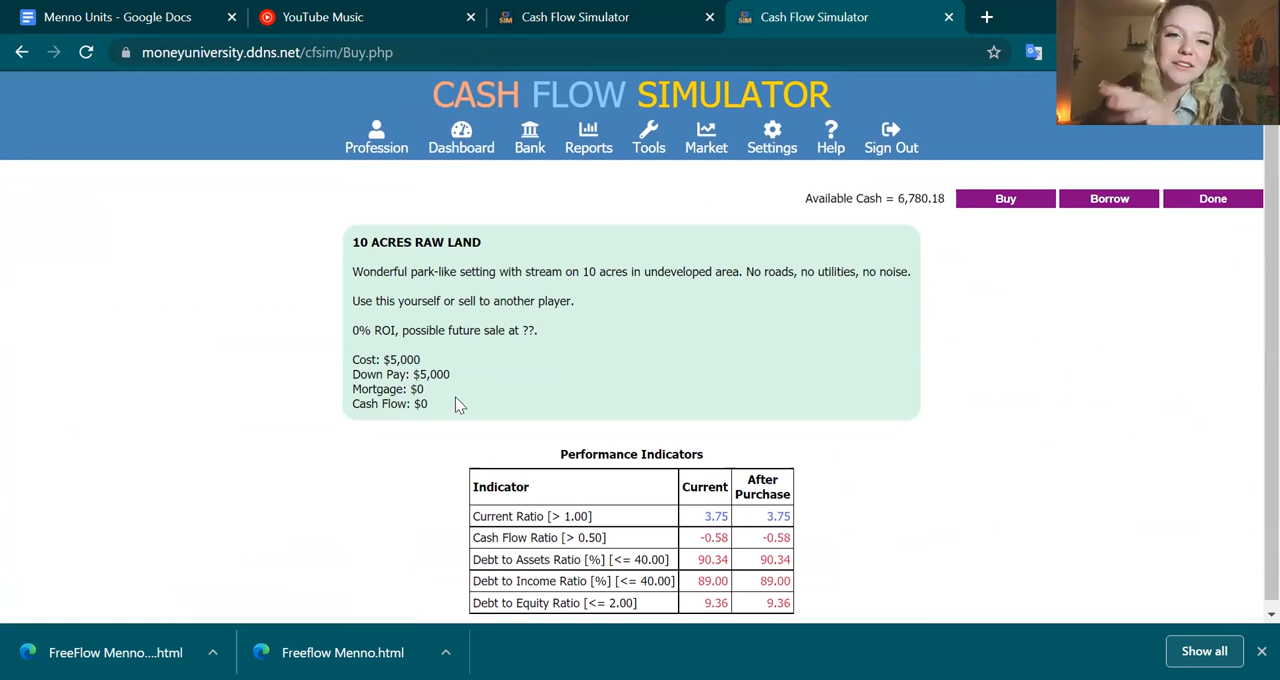 Menno Units - Google Docs
YouTube Music
Cash Flow Simulator
Cash Flow Simulator
moneyuniversity.ddns.net/cfsim/Buy.php
CASH FLOW SIMULATOR
Profession Dashboard Bank Reports Tools Market Settings Help Sign Out
Available Cash = 6,780.18 Buy Borrow Done
10 ACRES RAW LAND
Wonderful park-like setting with stream on 10 acres in undeveloped area. No roads, no utilities, no noise.
Use this yourself or sell to another player.
0% ROI, possible future sale at ??.
Cost: $5,000
Down Pay: $5,000
Mortgage: $0
Cash Flow: $0
Performance Indicators
Indicator Current After Purchase
Current Ratio [> 1.00] 3.75 3.75
Cash Flow Ratio [> 0.50] -0.58 -0.58
Debt to Assets Ratio [%] [<= 40.00] 90.34 90.34
Debt to Income Ratio [%] [<= 40.00] 89.00 89.00
Debt to Equity Ratio [<= 2.00] 9.36 9.36
FreeFlow Menno....html
Freeflow Menno.html
Show all